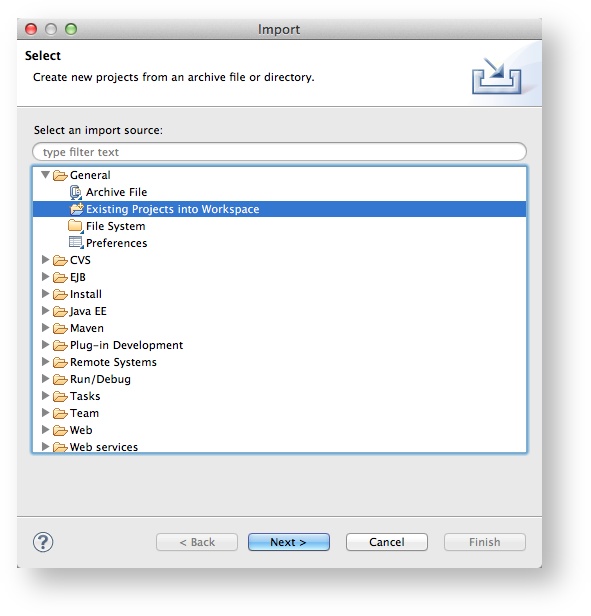 Import
Select
Create new projects from an archive file or directory.
Select an import source:
type filter text
General
Archive File
Existing Projects into Workspace
File System
Preferences
CVS
EJB
Install
Java EE
Maven
Plug-in Development
Remote Systems
Run/Debug
Tasks
Team
Web
Web services
? < Back Next > Cancel Finish